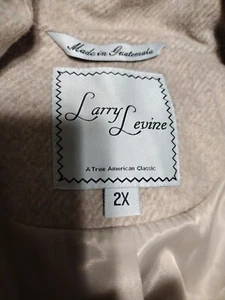 Made in Guatemala
Larry
Levine
A True American Classic
2X